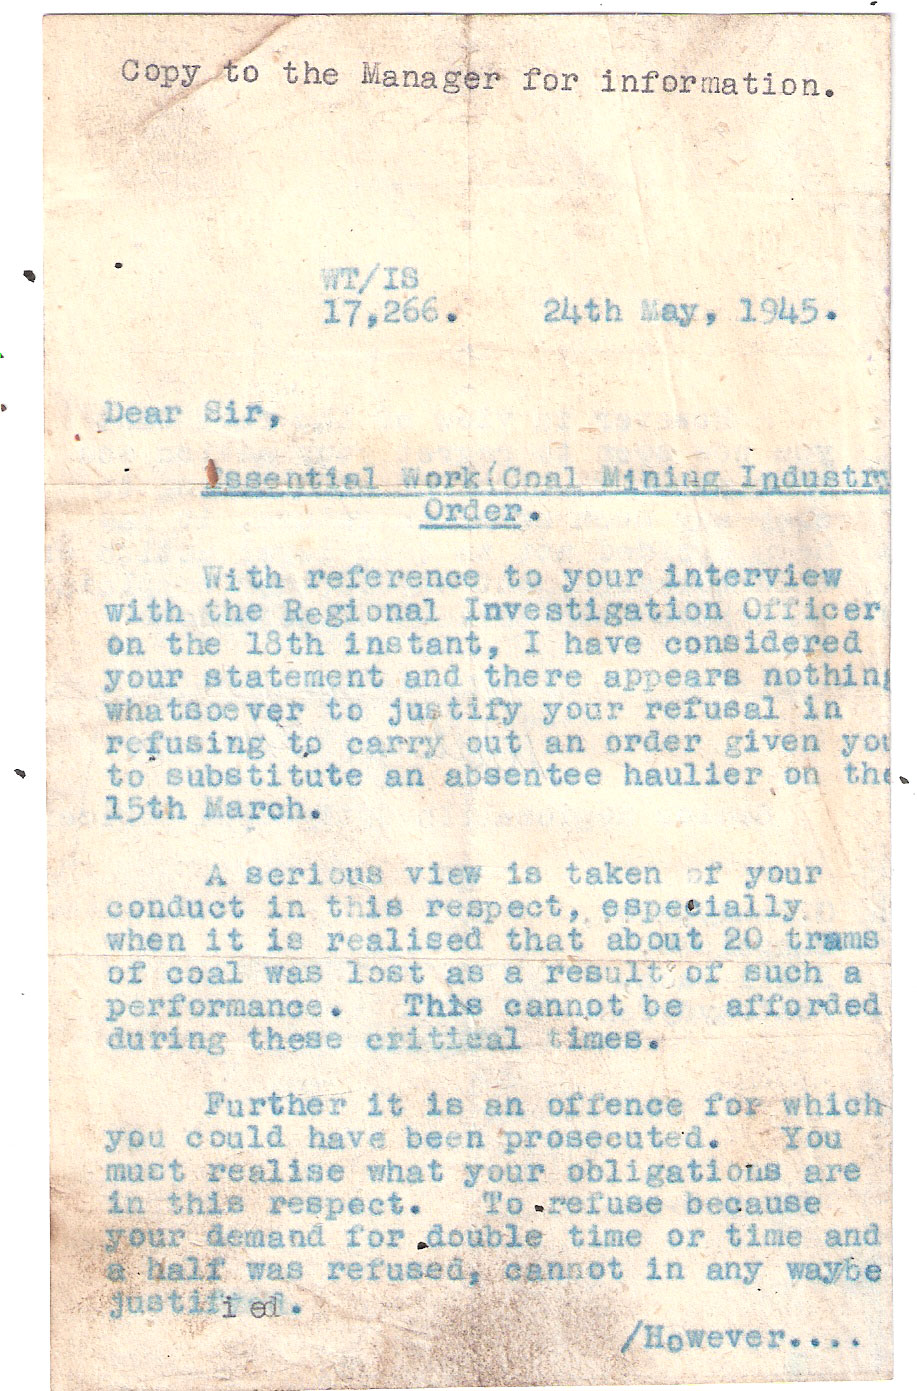 Copy to the Manager for information.
WT/IS
17,266. 24th May, 1945.
Dear Sir,
Essential Work(Coal Mining Industry
Order.
With reference to your interview
with the Regional Investigation Officer
on the 18th instant, I have considered
your statement and there appears nothing
whatsoever to justify your refusal in
refusing to carry out an order given you
to substitute an absentee haulier on the
15th March.
A serious view is taken of your
conduct in this respect, especially
when it is realised that about 20 trams
of coal was lost as a result of such a
performance. This cannot be afforded
during these critical times.
Further it is an offence for which
you could have been prosecuted. You
must realise what your obligations are
in this respect. To refuse because
your demand for double time or time and
a half was refused, cannot in any waybe
justified.
/However....